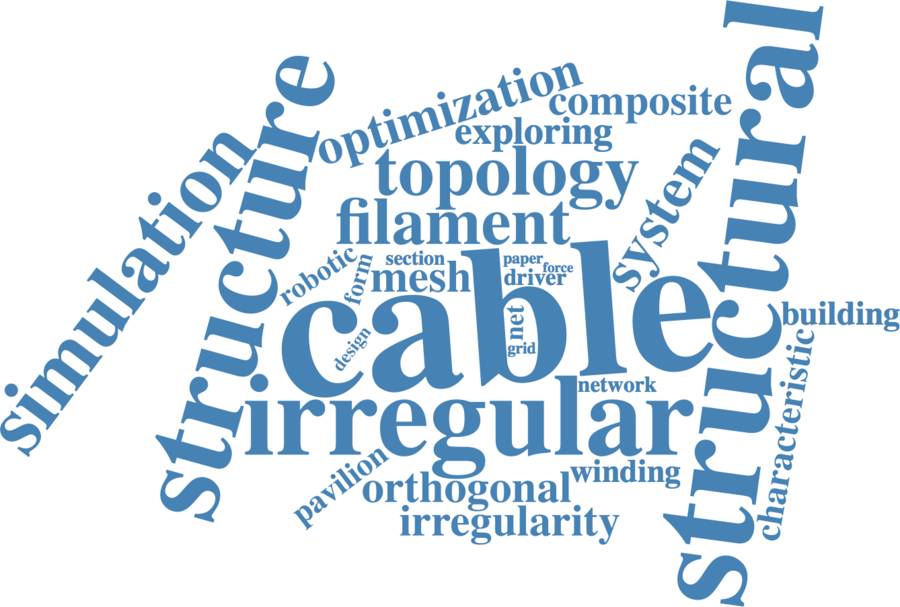 structural
optimization
composite
structure
exploring
simulation
topology
system
filament
robotic
form
section
paper
force
mesh
driver
cable
net
building
design
grid
network
characteristic
irregular
pavilion
winding
orthogonal
irregularity